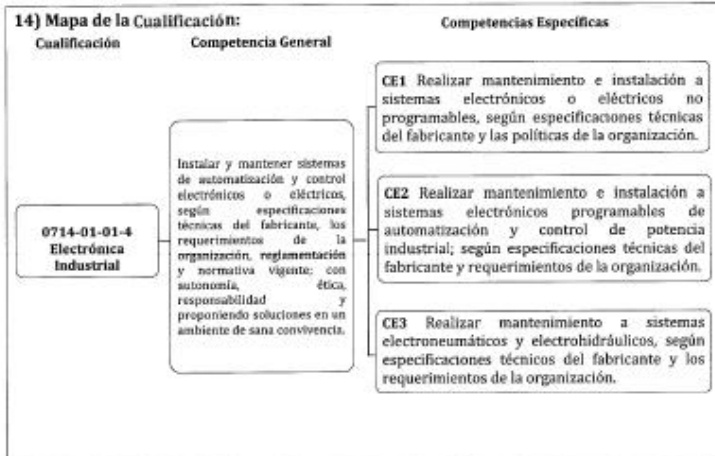 14) Mapa de la Cualificación:
Cualificación
Competencia General
Competencias Específicas
0714-01-01-4
Electrónica
Industrial
Instalar y mantener sistemas
de automatización y control
electrónicos o eléctricos,
según especificaciones
técnicas del fabricante, los
requerimientos de la
organización, reglamentación
y normativa vigente; con
autonomía, ética,
responsabilidad y
proponiendo soluciones en un
ambiente de sana convivencia.
CE1 Realizar mantenimiento e instalación a
sistemas electrónicos o eléctricos no
programables, según especificaciones técnicas
del fabricante y las políticas de la organización.
CE2 Realizar mantenimiento e instalación a
sistemas electrónicos programables de
automatización y control de potencia
industrial; según especificaciones técnicas del
fabricante y requerimientos de la organización.
CE3 Realizar mantenimiento a sistemas
electroneumáticos y electrohidráulicos, según
especificaciones técnicos del fabricante y los
requerimientos de la organización.